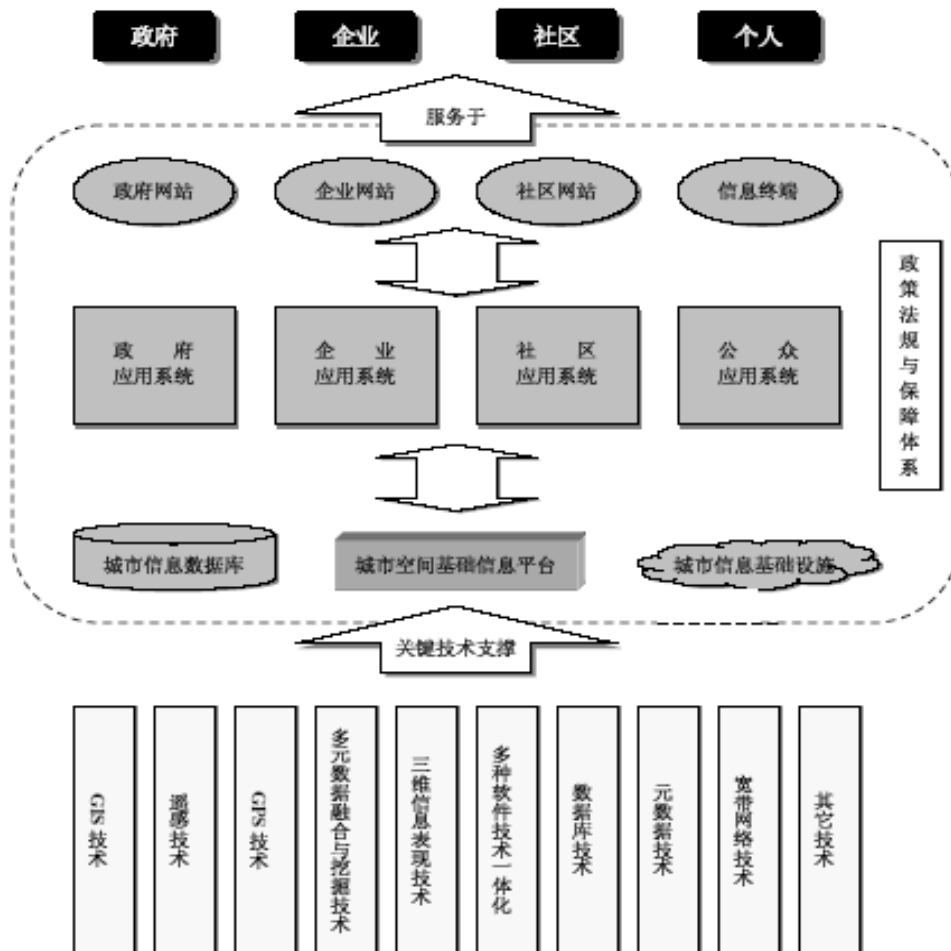 政府
企业
社区
个人
服务于
政府网站
企业网站
社区网站
信息终端
政策法规与保障体系
政 府
应用系统
企 业
应用系统
社 区
应用系统
公 众
应用系统
城市信息数据库
城市空间基础信息平台
城市信息基础设施
关键技术支撑
GIS 技术
遥感技术
GPS 技术
多元数据融合与挖掘技术
三维信息表现技术
多种软件技术一体化
数据库技术
元数据技术
宽带网络技术
其它技术